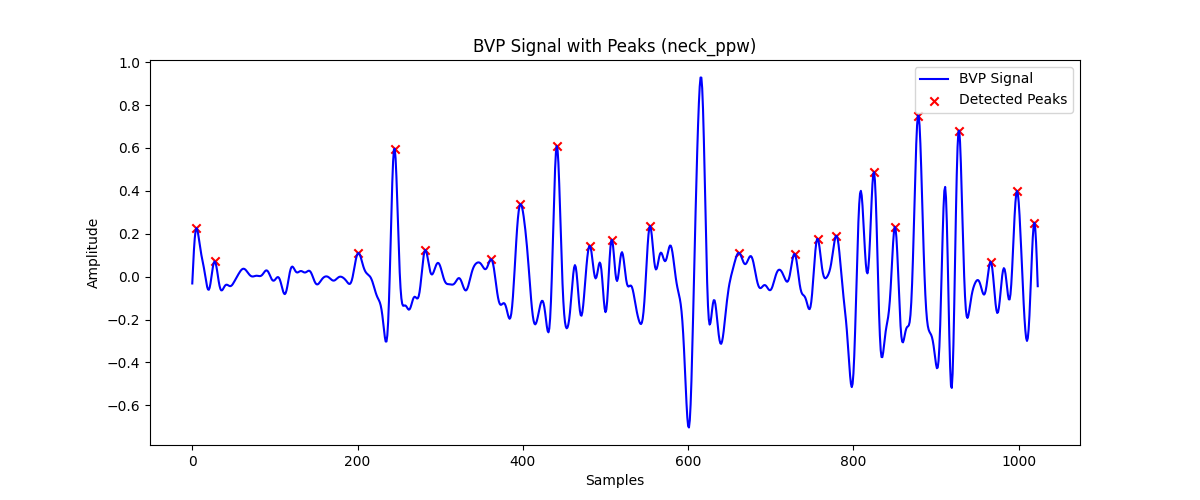 BVP Signal with Peaks (neck_ppw)
BVP Signal
Detected Peaks
Amplitude
1.0
0.8
0.6
0.4
0.2
0.0
−0.2
−0.4
−0.6
0 200 400 600 800 1000
Samples